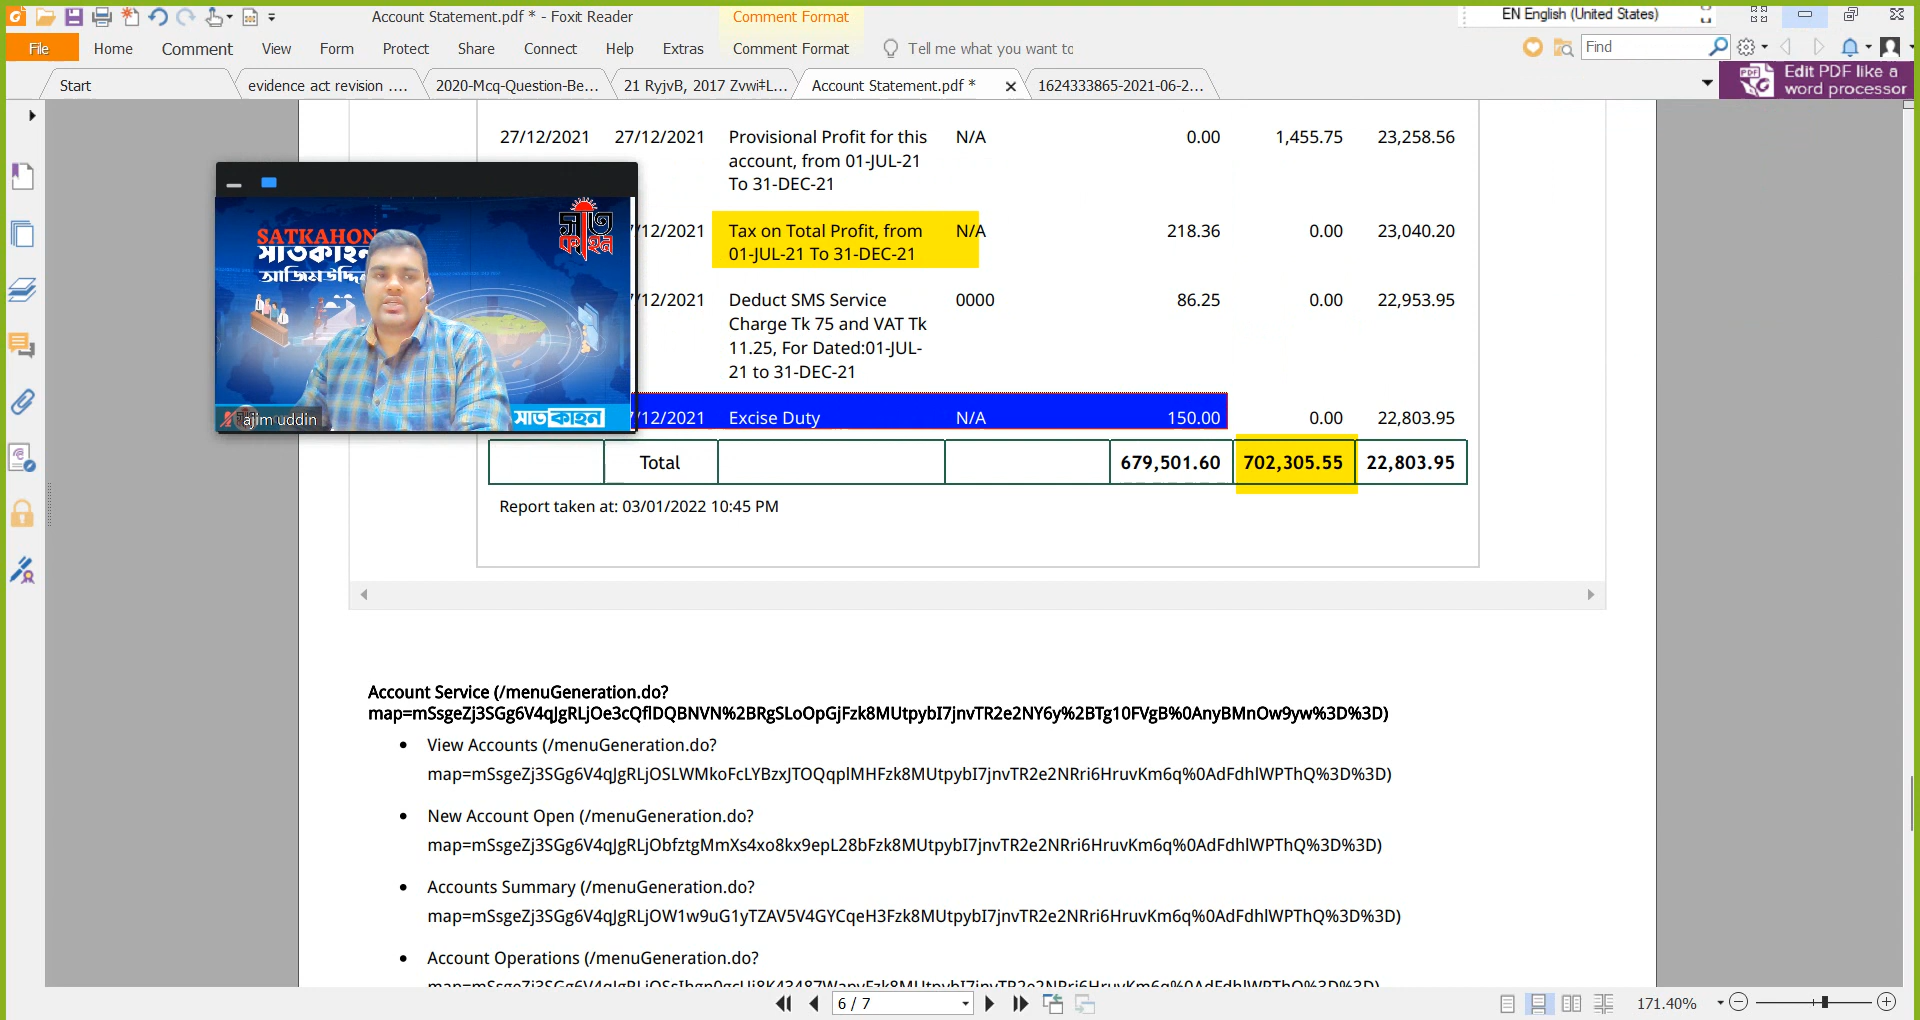 Account Statement.pdf * - Foxit Reader
Comment Format
EN English (United States)
File
Home
Comment
View
Form
Protect
Share
Connect
Help
Extras
Comment Format
Tell me what you want to
Find
Start
evidence act revision ....
2020-Mcq-Question-Be...
21 RyjvB, 2017 Zvwi‡L...
Account Statement.pdf *
1624333865-2021-06-2...
Edit PDF like a
word processor
27/12/2021 27/12/2021 Provisional Profit for this N/A 0.00 1,455.75 23,258.56
account, from 01-JUL-21
To 31-DEC-21
/12/2021 Tax on Total Profit, from N/A 218.36 0.00 23,040.20
01-JUL-21 To 31-DEC-21
/12/2021 Deduct SMS Service 0000 86.25 0.00 22,953.95
Charge Tk 75 and VAT Tk
11.25, For Dated:01-JUL-
21 to 31-DEC-21
/12/2021 Excise Duty N/A 150.00 0.00 22,803.95
Total 679,501.60 702,305.55 22,803.95
Report taken at: 03/01/2022 10:45 PM
SATKAHON
সাতকাহন
আজিম উদ্দি
সাত
কাহন
ajim uddin
সাতকাহন
Account Service (/menuGeneration.do?
map=mSsgeZj3SGg6V4qJgRLjOe3cQflDQBNVN%2BRgSLoOpGjFzk8MUtpybI7jnvTR2e2NY6y%2BTg10FVgB%0AnyBMnOw9yw%3D%3D)
• View Accounts (/menuGeneration.do?
map=mSsgeZj3SGg6V4qJgRLjOSLWMkoFcLYBzxJTOQqplMHFzk8MUtpybI7jnvTR2e2NRri6HruvKm6q%0AdFdhlWPThQ%3D%3D)
• New Account Open (/menuGeneration.do?
map=mSsgeZj3SGg6V4qJgRLjObfztgMmXs4xo8kx9epL28bFzk8MUtpybI7jnvTR2e2NRri6HruvKm6q%0AdFdhlWPThQ%3D%3D)
• Accounts Summary (/menuGeneration.do?
map=mSsgeZj3SGg6V4qJgRLjOW1w9uG1yTZAV5V4GYCqeH3Fzk8MUtpybI7jnvTR2e2NRri6HruvKm6q%0AdFdhlWPThQ%3D%3D)
• Account Operations (/menuGeneration.do?
6 / 7
171.40%